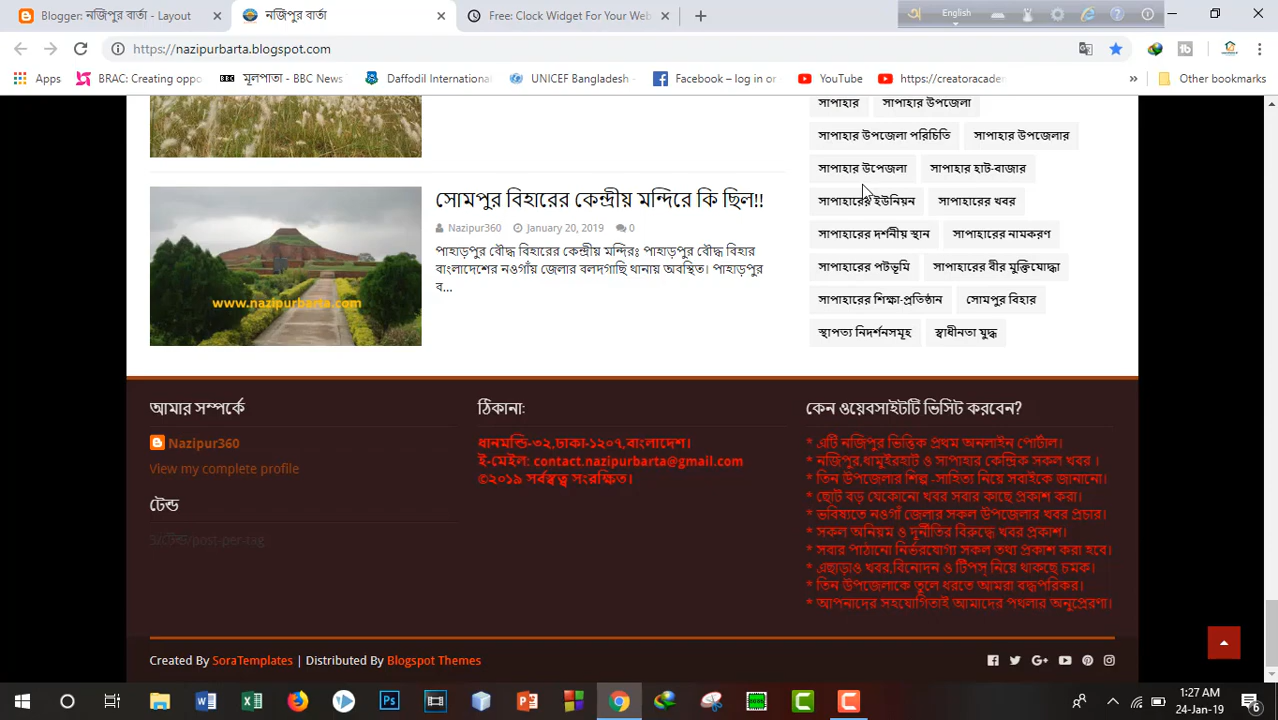 Blogger: নজিপুর বার্তা - Layout
নজিপুর বার্তা
Free: Clock Widget For Your Web
English
https://nazipurbarta.blogspot.com
Apps
BRAC: Creating oppo
মূলপাতা - BBC News
Daffodil International
UNICEF Bangladesh -
Facebook – log in or
YouTube
https://creatoracade
Other bookmarks
সাপাহার সাপাহার উপজেলা
সাপাহার উপজেলা পরিচিতি সাপাহার উপজেলার
সাপাহার উপেজলা সাপাহার হাট-বাজার
সাপাহারের ইউনিয়ন সাপাহারের খবর
সাপাহারের দর্শনীয় স্থান সাপাহারের নামকরণ
সাপাহারের পটভূমি সাপাহারের বীর মুক্তিযোদ্ধা
সাপাহারের শিক্ষা-প্রতিষ্ঠান সোমপুর বিহার
স্থাপত্য নিদর্শনসমূহ স্বাধীনতা যুদ্ধ
সোমপুর বিহারের কেন্দ্রীয় মন্দিরে কি ছিল!!
Nazipur360 January 20, 2019 0
পাহাড়পুর বৌদ্ধ বিহারের কেন্দ্রীয় মন্দিরঃ পাহাড়পুর বৌদ্ধ বিহার
বাংলাদেশের নওগাঁয় জেলার বলদগাছি থানায় অবস্থিত। পাহাড়পুর
ব...
www.nazipurbarta.com
আমার সম্পর্কে
Nazipur360
View my complete profile
টেন্ড
5/টেন্ড/post-per-tag
ঠিকানা:
ধানমন্ডি-৩২,ঢাকা-১২০৭,বাংলাদেশ।
ই-মেইল: contact.nazipurbarta@gmail.com
©২০১৯ সর্বস্বত্ব সংরক্ষিত।
কেন ওয়েবসাইটটি ভিসিট করবেন?
* এটি নজিপুর ভিত্তিক প্রথম অনলাইন পোর্টাল।
* নজিপুর,ধামুইরহাট ও সাপাহার কেন্দ্রিক সকল খবর ।
* তিন উপজেলার শিল্প -সাহিত্য নিয়ে সবাইকে জানানো।
* ছোট বড় যেকোনো খবর সবার কাছে প্রকাশ করা।
* ভবিষ্যতে নওগাঁ জেলার সকল উপজেলার খবর প্রচার।
* সকল অনিয়ম ও দূর্নীতির বিরুদ্ধে খবর প্রকাশ।
* সবার পাঠানো নির্ভরযোগ্য সকল তথ্য প্রকাশ করা হবে।
* এছাড়াও খবর,বিনোদন ও টিপস্ নিয়ে থাকছে চমক।
* তিন উপজেলাকে তুলে ধরতে আমরা বদ্ধপরিকর।
* আপনাদের সহযোগিতাই আমাদের পথলার অনুপ্রেরণা।
Created By SoraTemplates | Distributed By Blogspot Themes
1:27 AM
24-Jan-19
6